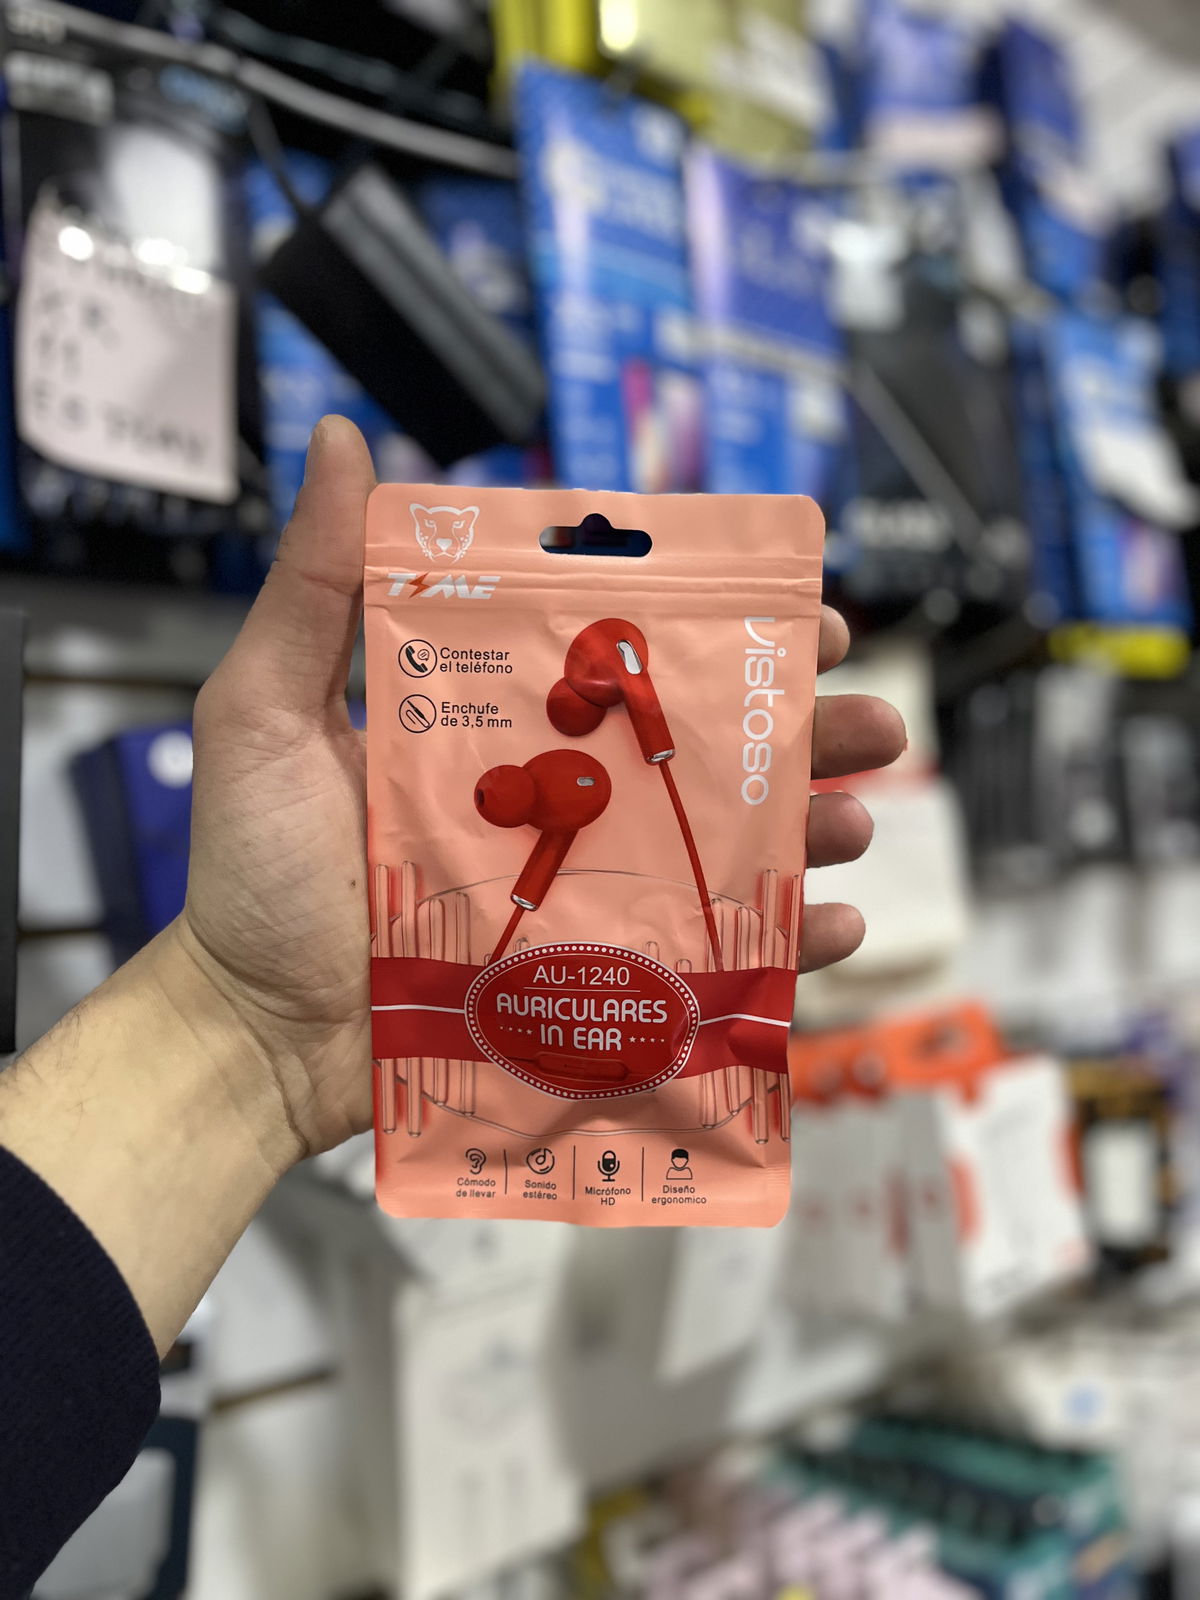 TIME
vistoso
Contestar
el teléfono
Enchufe
de 3,5 mm
AU-1240
AURICULARES
IN EAR
Cómodo
de llevar
Sonido
estéreo
Micrófono
HD
Diseño
ergonomico